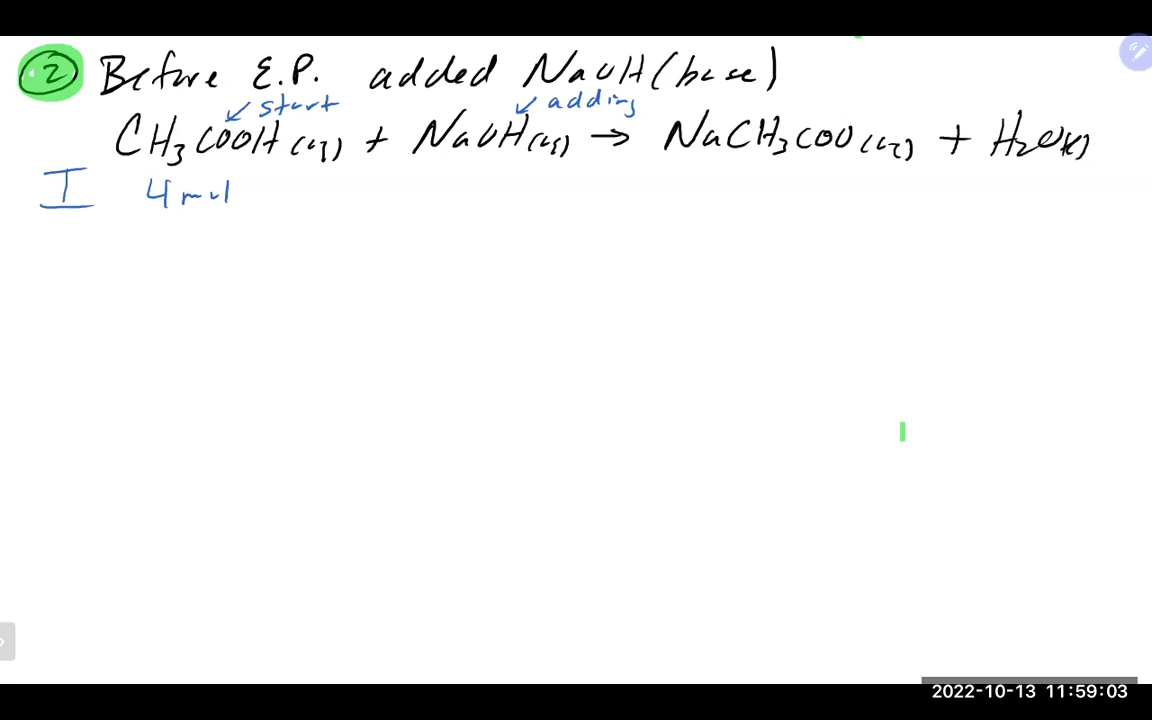 ② Before E.P. added NaOH (base)
↙ start ↙ adding
CH₃COOH(aq) + NaOH(aq) → NaCH₃COO(aq) + H₂O(l)
I 4 mol
2022-10-13 11:59:03